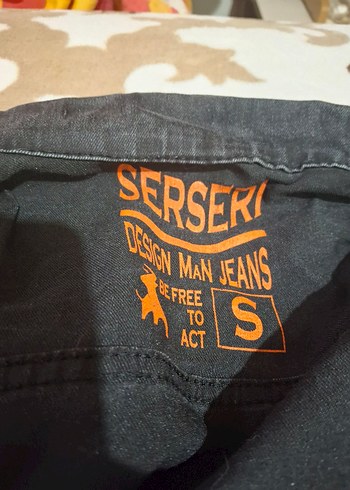 SERSERI
DESIGN MAN JEANS
BE FREE
TO
ACT
S